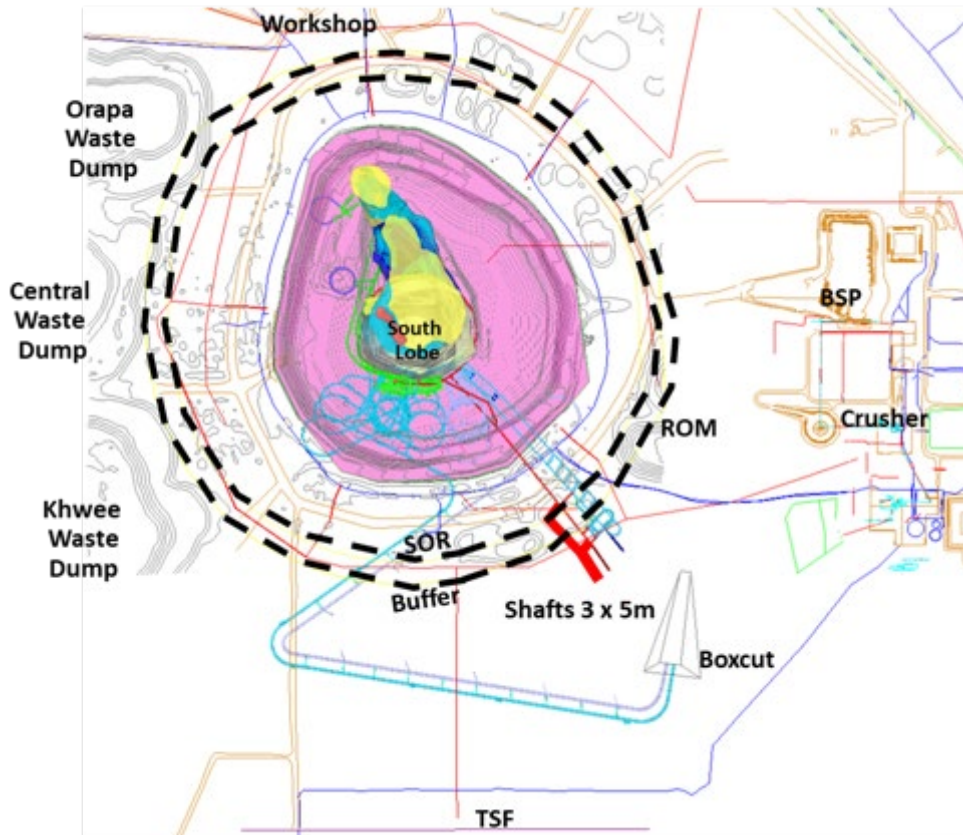 Workshop
Orapa
Waste
Dump
Central
Waste
Dump
BSP
South
Lobe
Crusher
ROM
Khwee
Waste
Dump
SOR
Buffer
Shafts 3 x 5m
Boxcut
TSF